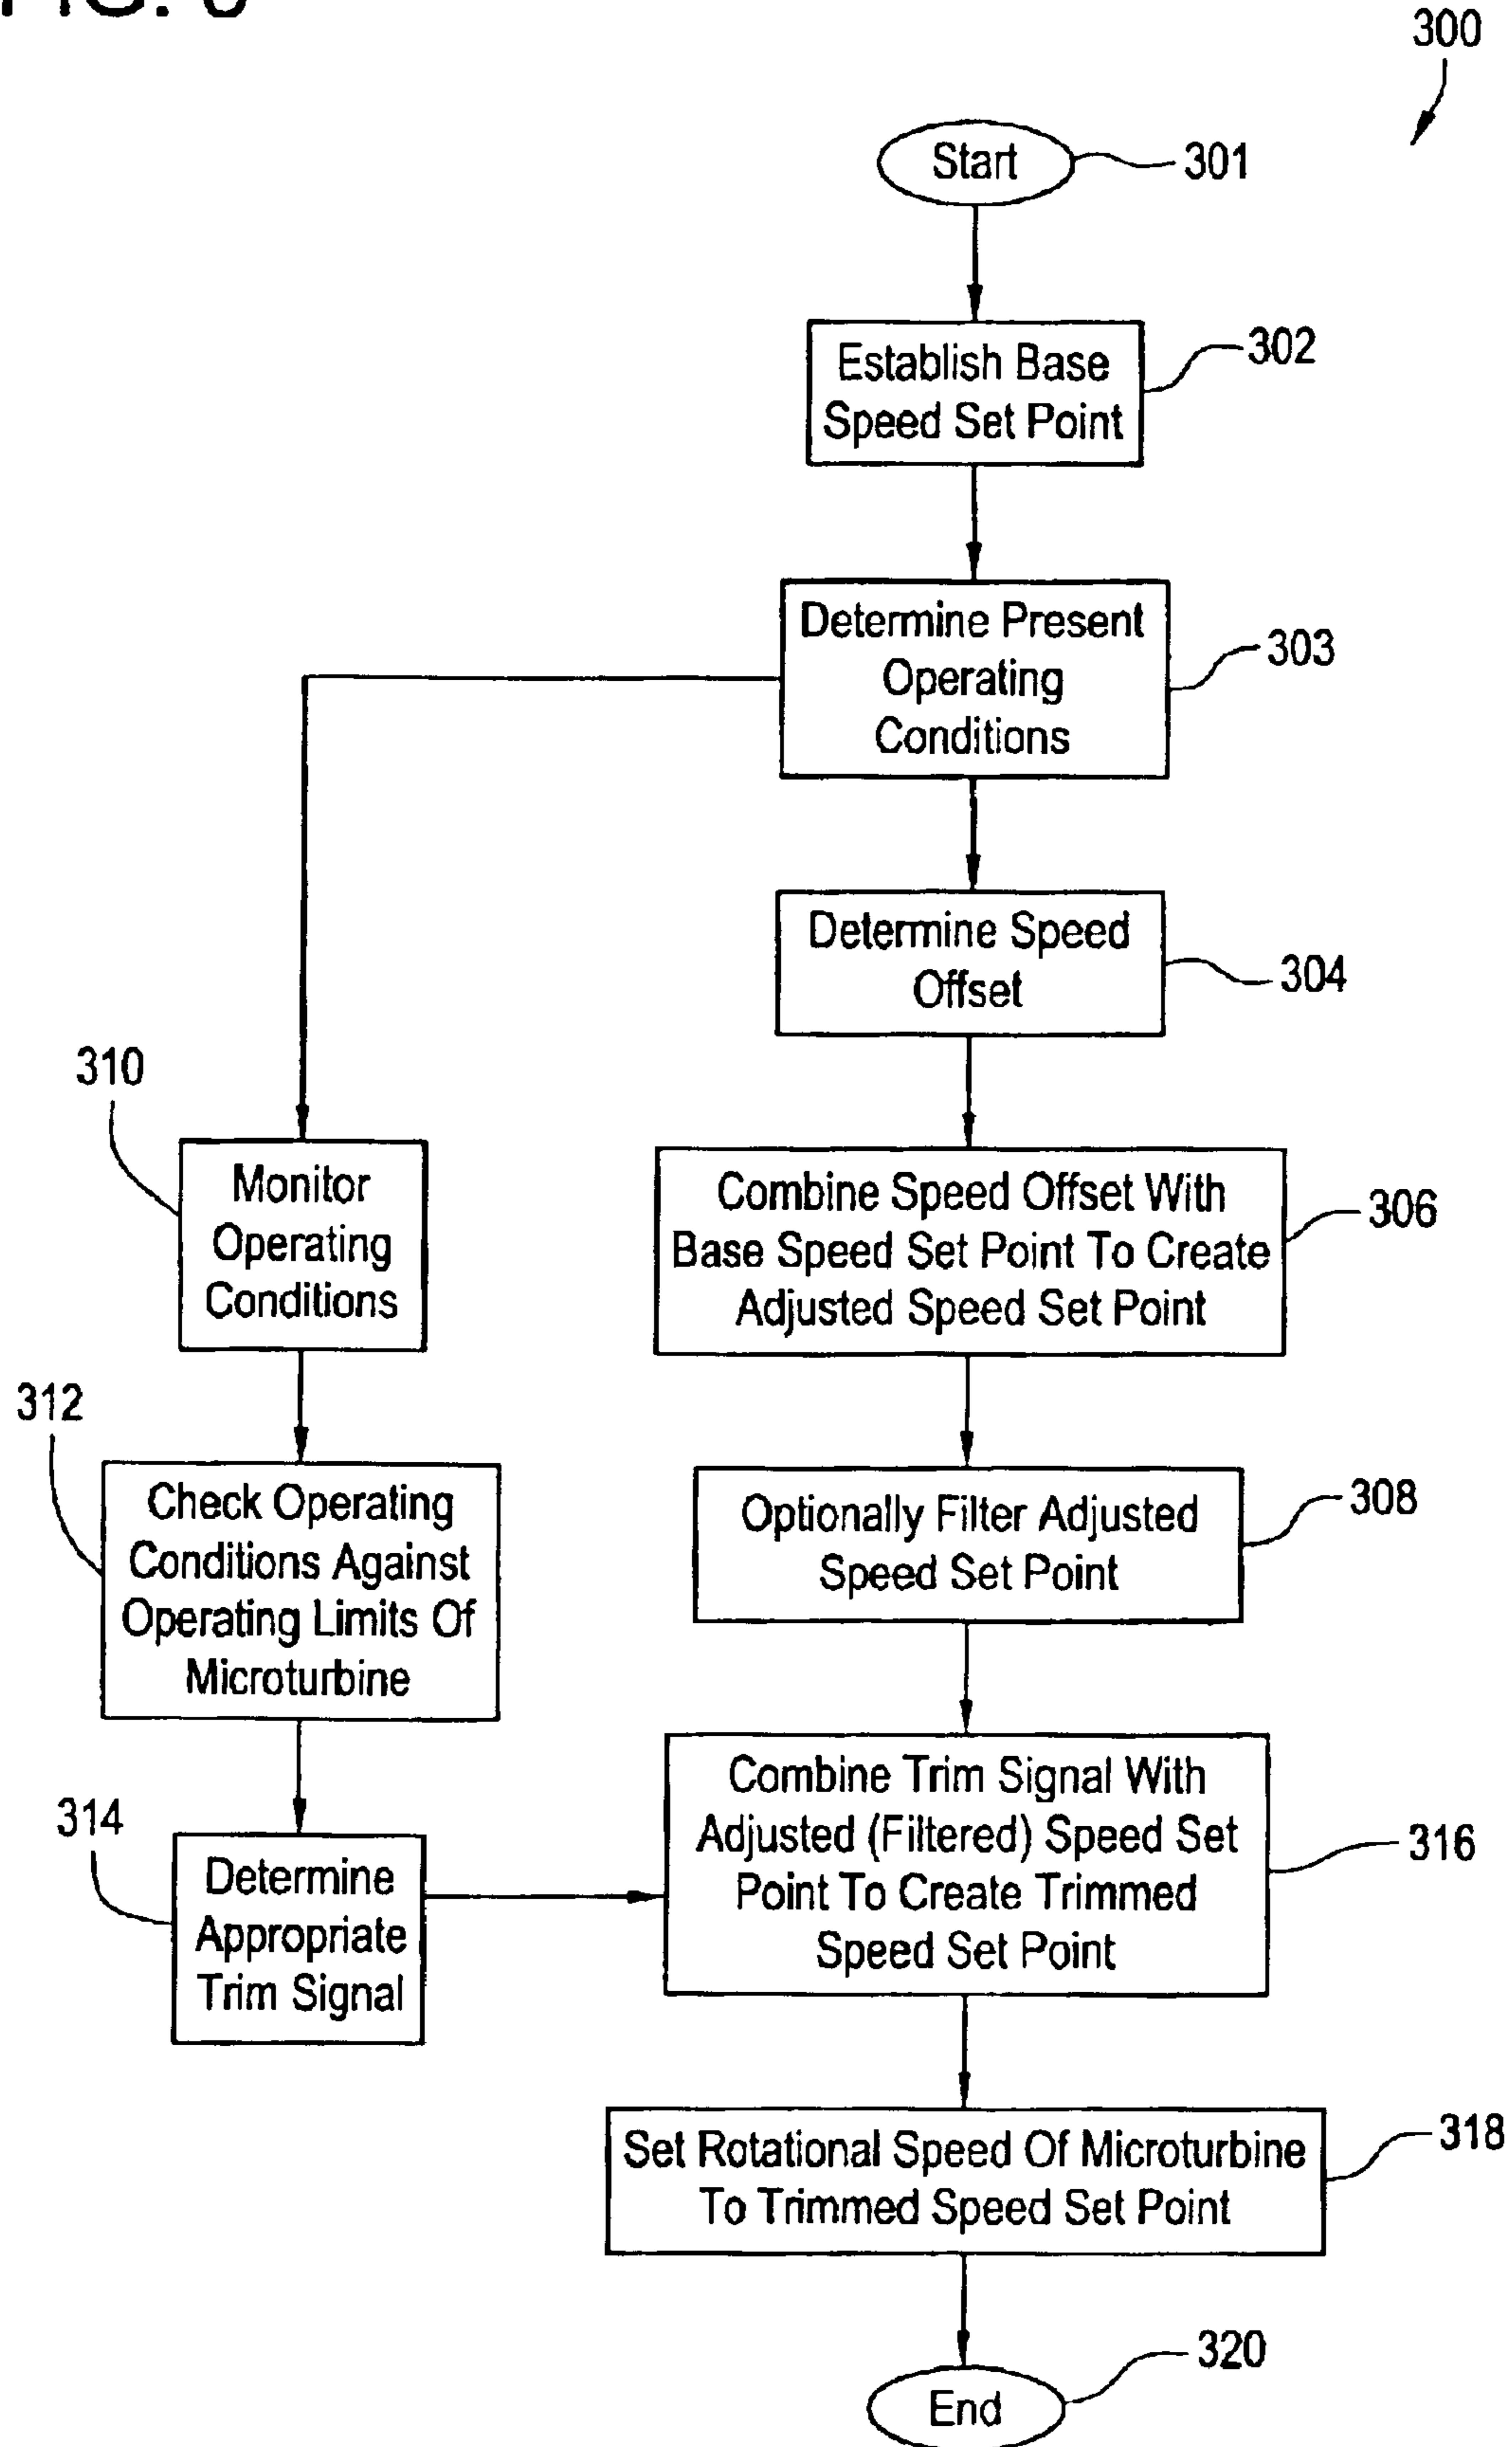 300
Start
301
Establish Base
Speed Set Point
302
Determine Present
Operating
Conditions
303
Determine Speed
Offset
304
310
Monitor
Operating
Conditions
Combine Speed Offset With
Base Speed Set Point To Create
Adjusted Speed Set Point
306
312
Check Operating
Conditions Against
Operating Limits Of
Microturbine
Optionally Filter Adjusted
Speed Set Point
308
314
Determine
Appropriate
Trim Signal
Combine Trim Signal With
Adjusted (Filtered) Speed Set
Point To Create Trimmed
Speed Set Point
316
Set Rotational Speed Of Microturbine
To Trimmed Speed Set Point
318
End
320